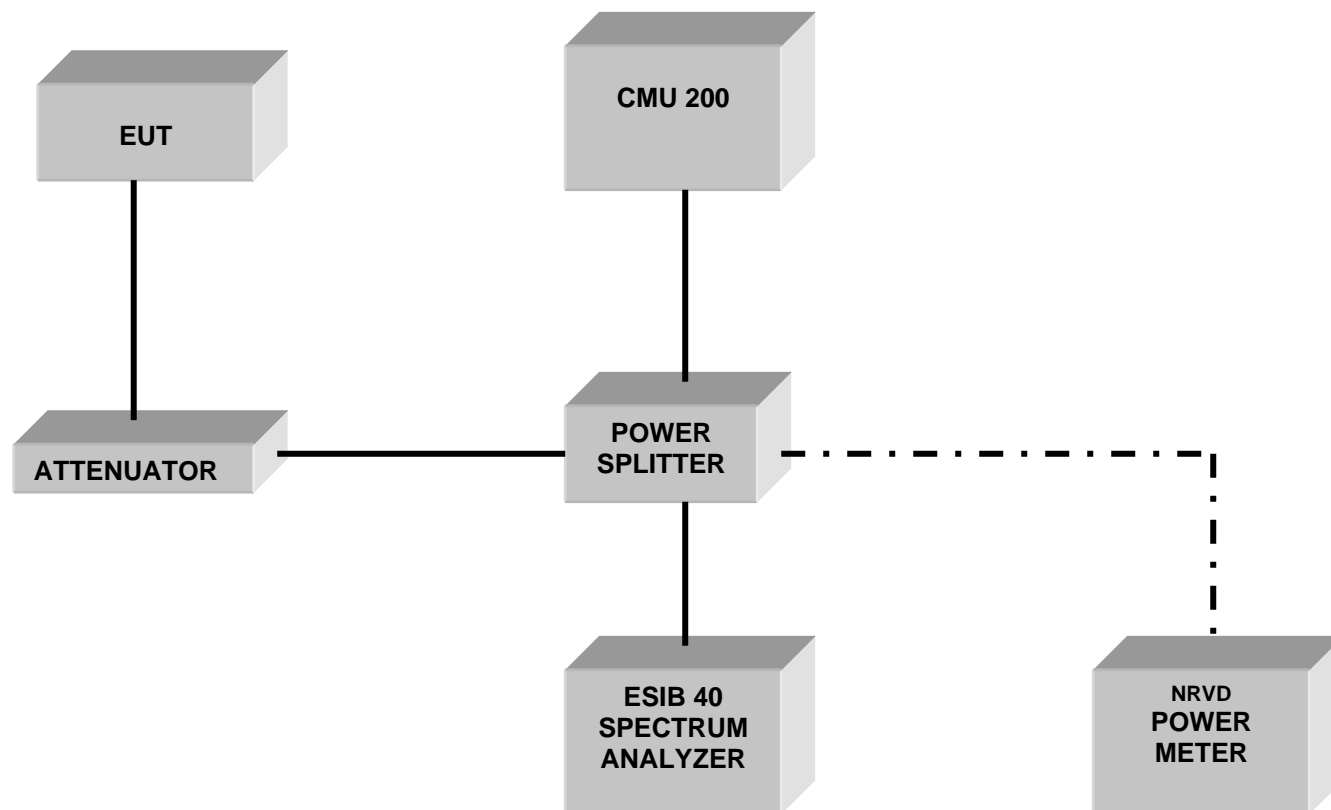 EUT
CMU 200
ATTENUATOR
POWER
SPLITTER
ESIB 40
SPECTRUM
ANALYZER
NRVD
POWER
METER